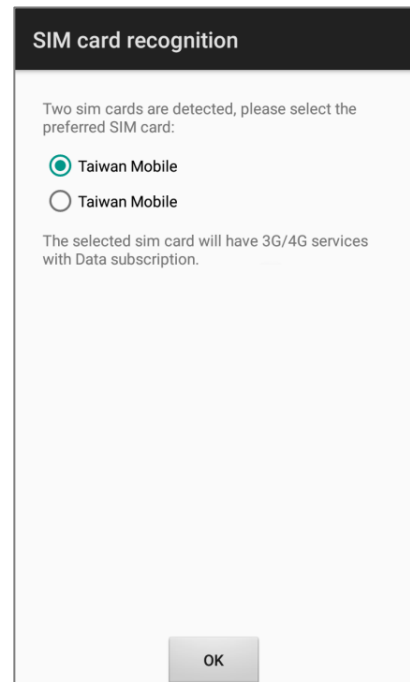 SIM card recognition
Two sim cards are detected, please select the
preferred SIM card:
Taiwan Mobile
Taiwan Mobile
The selected sim card will have 3G/4G services
with Data subscription.
OK